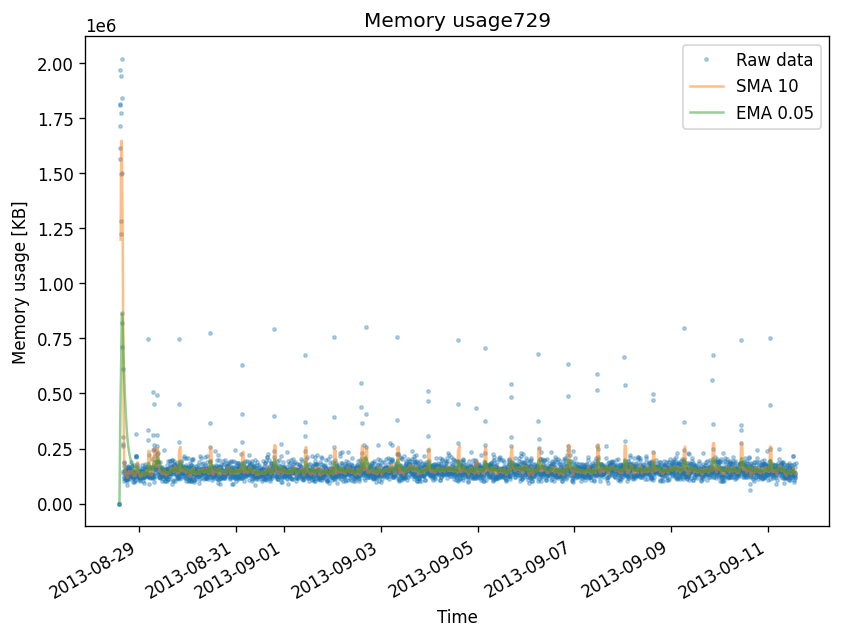 Memory usage729
1e6
Raw data
SMA 10
EMA 0.05
2.00
1.75
1.50
1.25
1.00
0.75
0.50
0.25
0.00
Memory usage [KB]
2013-08-29
2013-08-31
2013-09-01
2013-09-03
2013-09-05
2013-09-07
2013-09-09
2013-09-11
Time